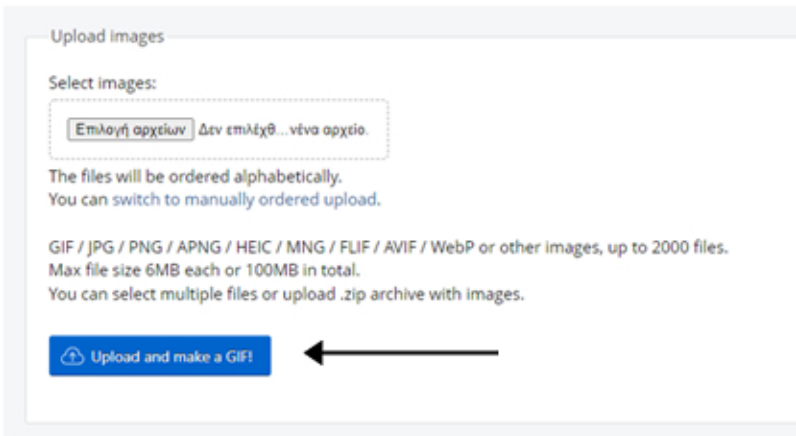 Upload images
Select images:
Επιλογή αρχείων Δεν επιλέχθ...νένα αρχείο.
The files will be ordered alphabetically.
You can switch to manually ordered upload.
GIF / JPG / PNG / APNG / HEIC / MNG / FLIF / AVIF / WebP or other images, up to 2000 files.
Max file size 6MB each or 100MB in total.
You can select multiple files or upload .zip archive with images.
Upload and make a GIF!